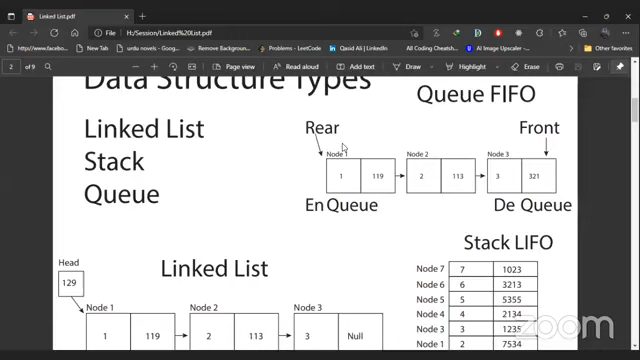 Linked List.pdf
File
H:/Session/Linked%20List.pdf
www.faceboo...
New Tab
urdu novels - Google
Remove Background...
Problems - LeetCode
Qasid Ali | LinkedIn
All Coding Cheatsh...
AI Image Upscaler -...
Other favorites
2 of 9
Page view
Read aloud
Add text
Draw
Highlight
Erase
Data Structure Types
Queue FIFO
Linked List
Stack
Queue
Rear
Front
Node 1
Node 2
Node 3
1 119
2 113
3 321
En Queue
De Queue
Stack LIFO
Linked List
Head
129
Node 1
Node 2
Node 3
1 119
2 113
3 Null
Node 7 7 1023
Node 6 6 3213
Node 5 5 5355
Node 4 4 2134
Node 3 3 1235
Node 1 2 7534
zoom